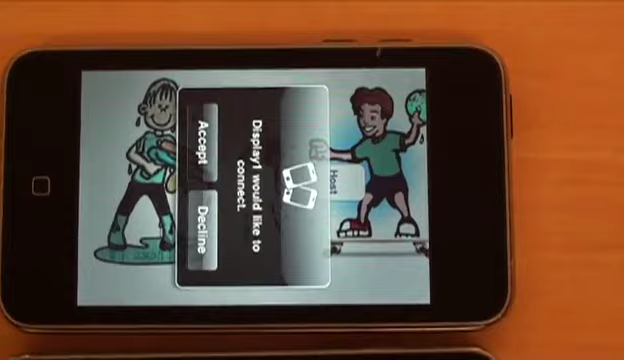 Host
Display1 would like to
connect.
Accept
Decline